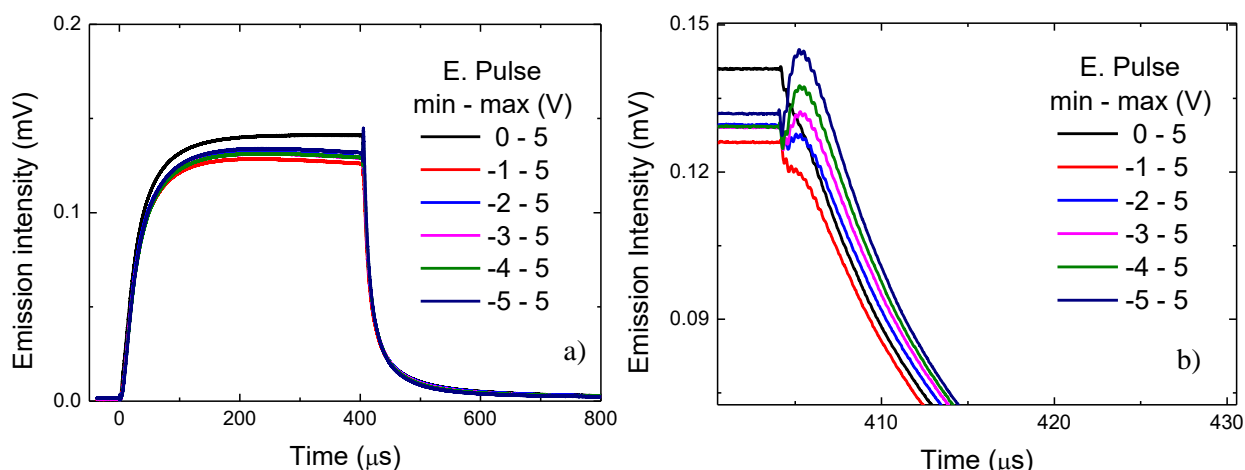 0.2
0.1
0.0
Emission intensity (mV)
E. Pulse
min - max (V)
0 - 5
-1 - 5
-2 - 5
-3 - 5
-4 - 5
-5 - 5
a)
0 200 400 600 800
Time (μs)
0.15
0.12
0.09
Emission Intensity (mV)
E. Pulse
min - max (V)
0 - 5
-1 - 5
-2 - 5
-3 - 5
-4 - 5
-5 - 5
b)
410 420 430
Time (μs)